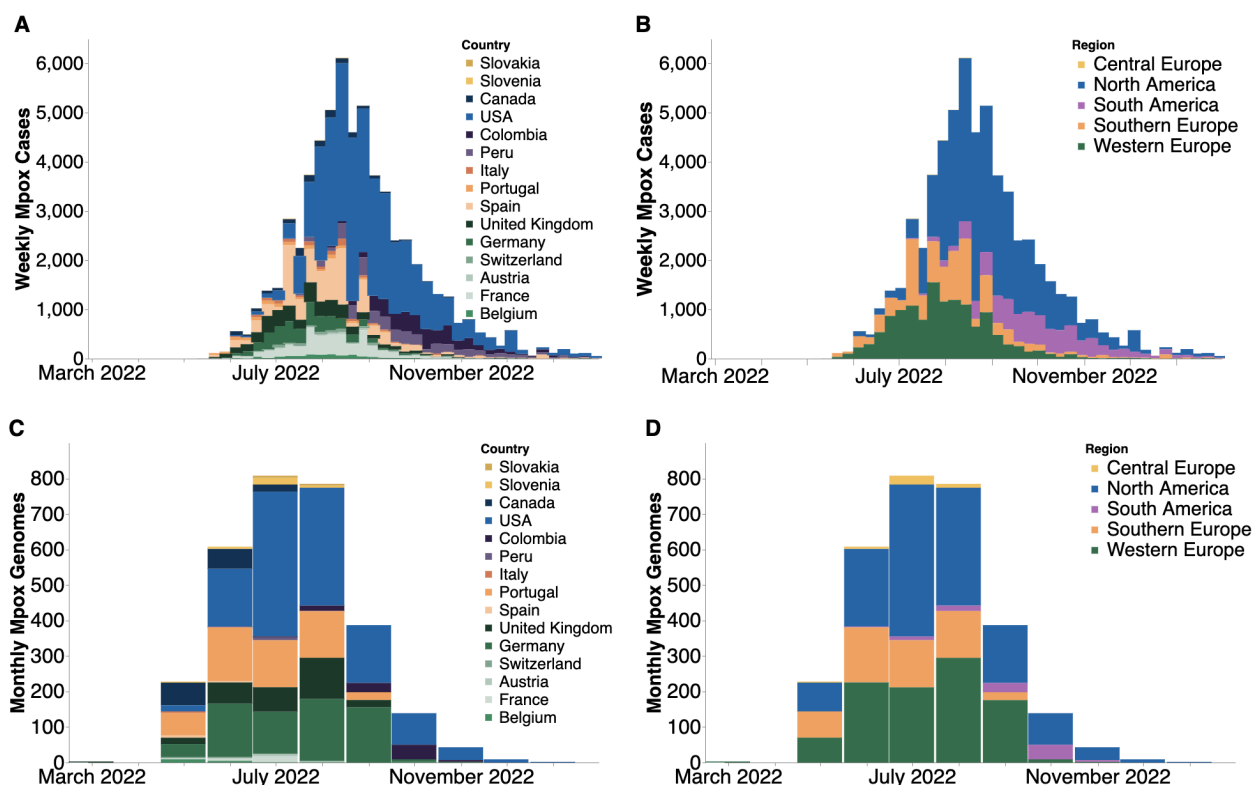 A
Weekly Mpox Cases
6,000
5,000
4,000
3,000
2,000
1,000
0
March 2022
July 2022
November 2022
Country
Slovakia
Slovenia
Canada
USA
Colombia
Peru
Italy
Portugal
Spain
United Kingdom
Germany
Switzerland
Austria
France
Belgium
B
Weekly Mpox Cases
6,000
5,000
4,000
3,000
2,000
1,000
0
March 2022
July 2022
November 2022
Region
Central Europe
North America
South America
Southern Europe
Western Europe
C
Monthly Mpox Genomes
800
700
600
500
400
300
200
100
0
March 2022
July 2022
November 2022
Country
Slovakia
Slovenia
Canada
USA
Colombia
Peru
Italy
Portugal
Spain
United Kingdom
Germany
Switzerland
Austria
France
Belgium
D
Monthly Mpox Genomes
800
700
600
500
400
300
200
100
0
March 2022
July 2022
November 2022
Region
Central Europe
North America
South America
Southern Europe
Western Europe